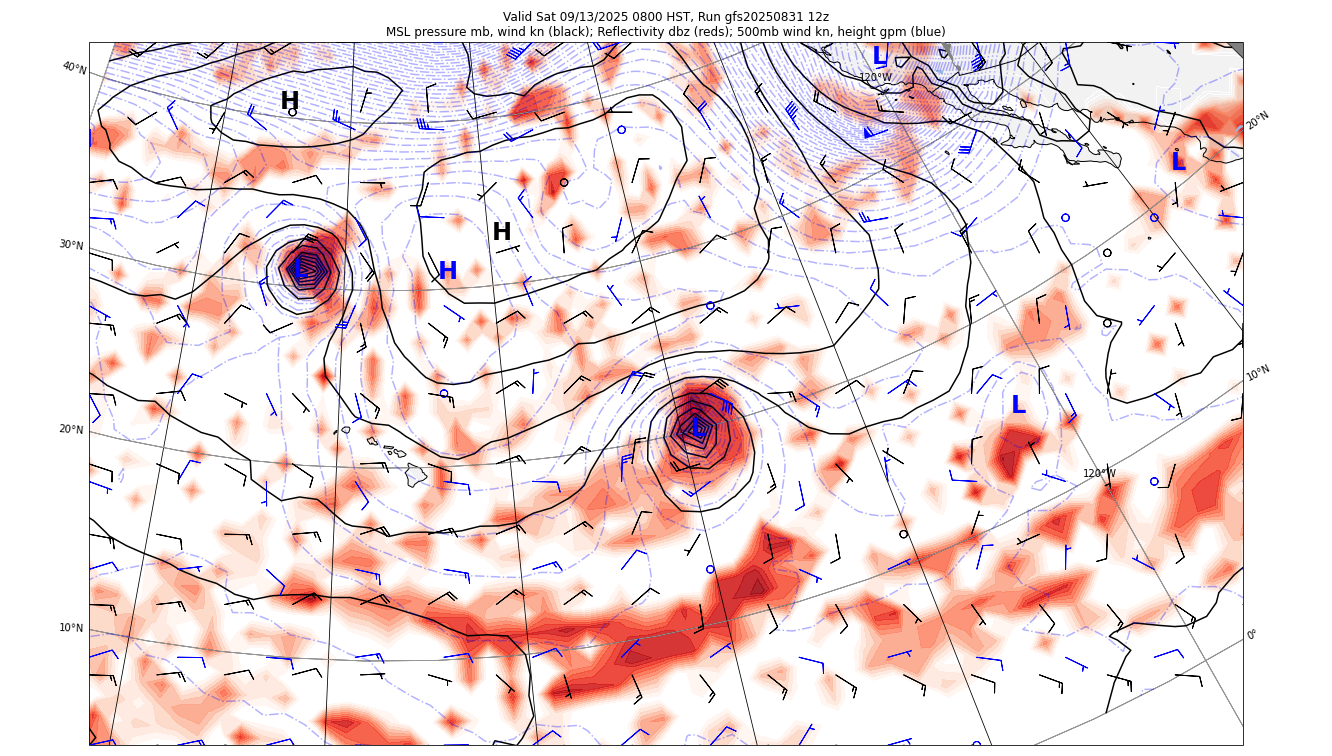 Valid Sat 09/13/2025 0800 HST, Run gfs20250831 12z
MSL pressure mb, wind kn (black); Reflectivity dbz (reds); 500mb wind kn, height gpm (blue)
L
40°N
120°W
H
20°N
L
H
30°N
H
L
10°N
L
20°N
L
120°W
10°N
0°